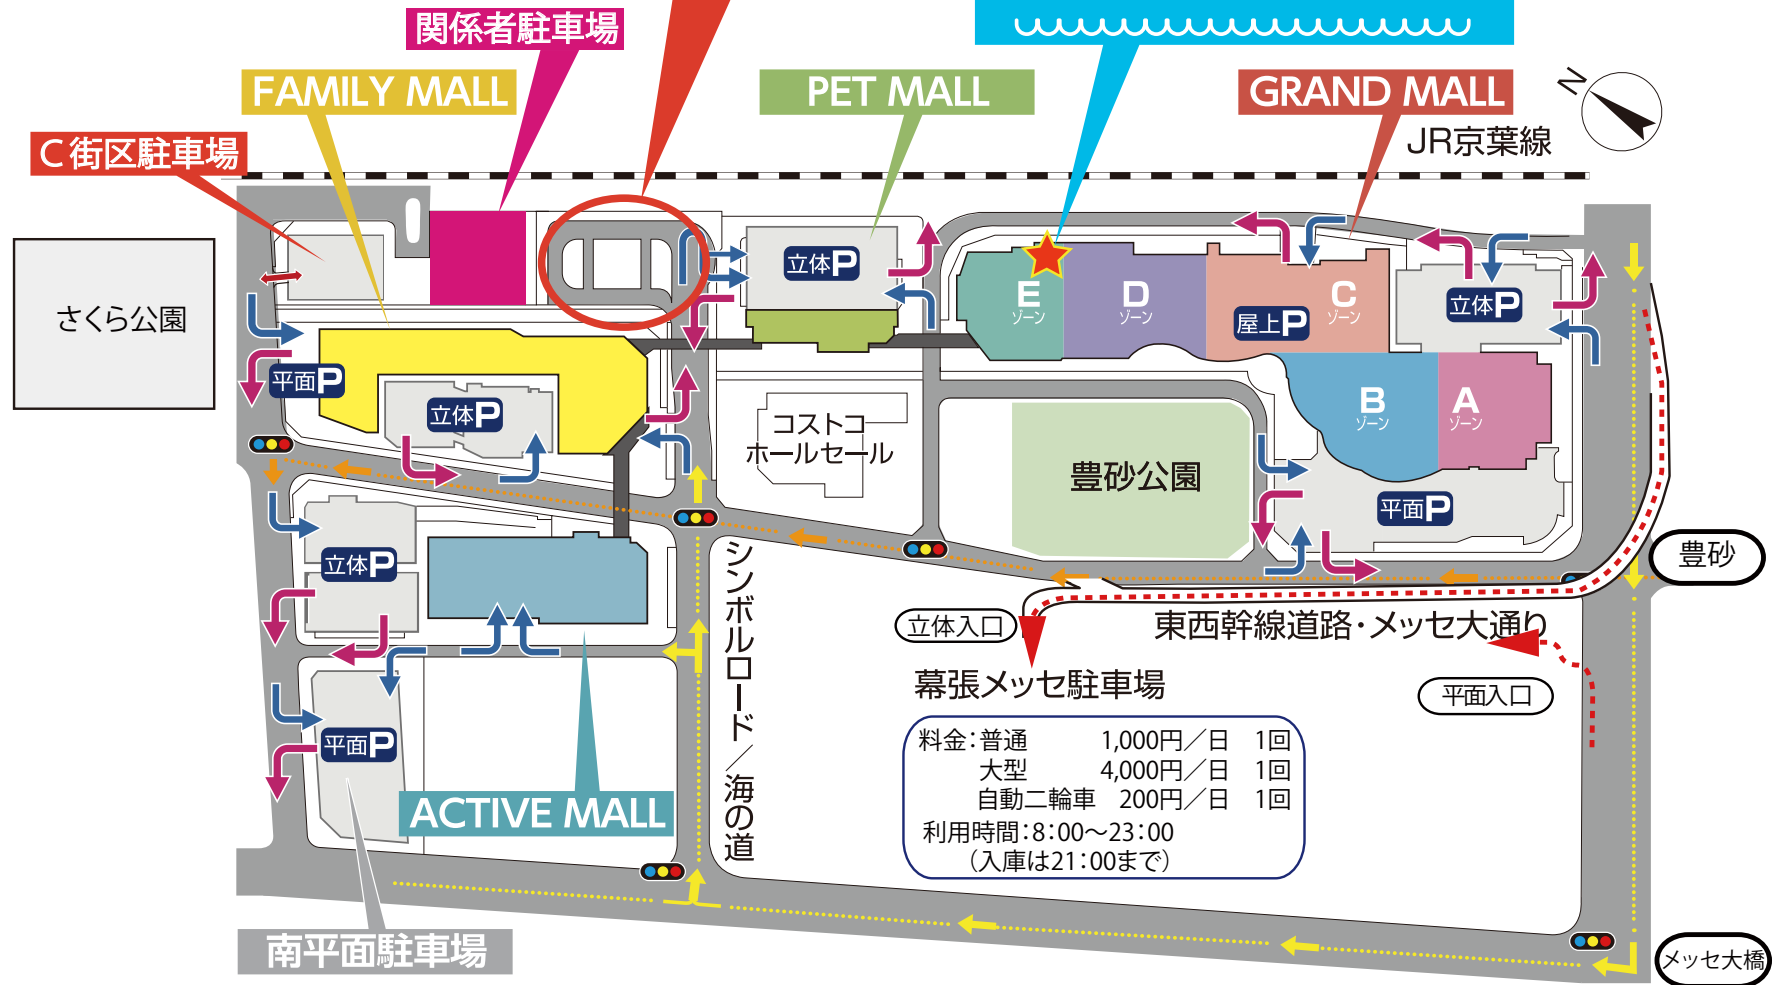 関係者駐車場
FAMILY MALL
PET MALL
GRAND MALL
N
JR京葉線
C街区駐車場
さくら公園
立体P
E
ゾーン
D
ゾーン
C
ゾーン
屋上P
立体P
平面P
立体P
コストコ
ホールセール
B
ゾーン
A
ゾーン
豊砂公園
平面P
立体P
シンボルロード／海の道
豊砂
立体入口
東西幹線道路・メッセ大通り
幕張メッセ駐車場
平面入口
料金：普通 1,000円／日 1回
大型 4,000円／日 1回
自動二輪車 200円／日 1回
利用時間：8：00〜23：00
（入庫は21：00まで）
平面P
ACTIVE MALL
南平面駐車場
メッセ大橋